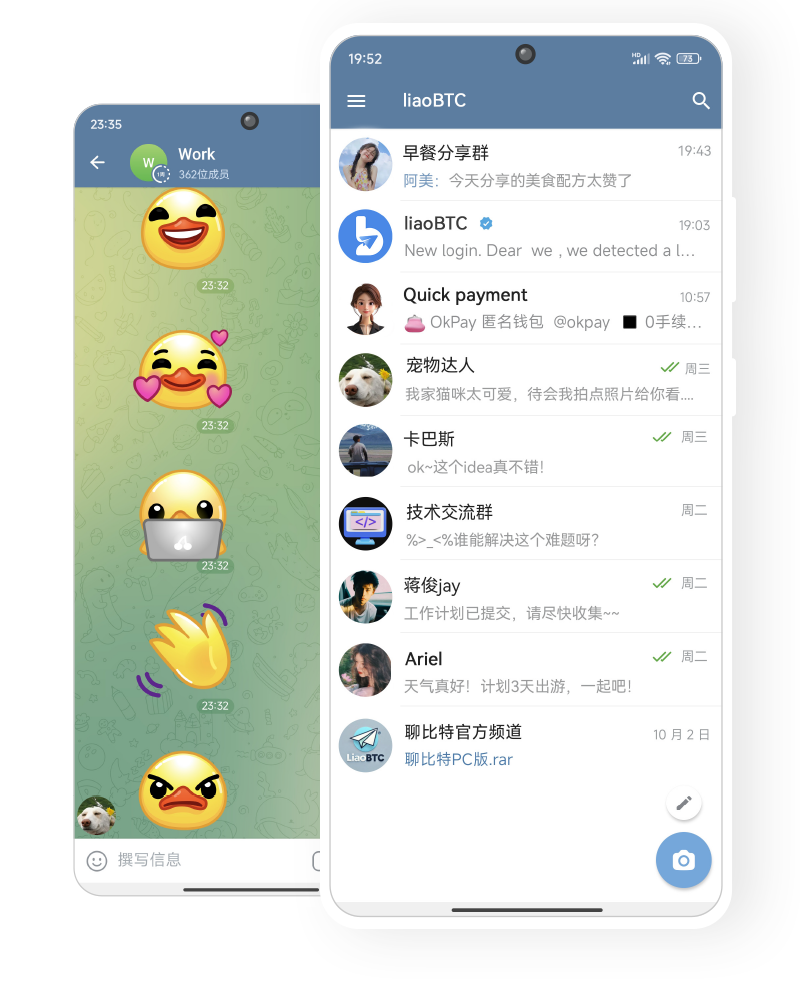 23:35
W
1周
Work
362位成员
23:32
23:32
23:32
23:32
撰写信息
19:52
HD
73
liaoBTC
早餐分享群
19:43
阿美：今天分享的美食配方太赞了
liaoBTC
19:03
New login. Dear we , we detected a l...
Quick payment
10:57
OkPay 匿名钱包 @okpay 0手续...
宠物达人
周三
我家猫咪太可爱，待会我拍点照片给你看....
卡巴斯
周三
ok~这个idea真不错！
技术交流群
周二
</>
%>_<%谁能解决这个难题呀？
蒋俊jay
周二
工作计划已提交，请尽快收集~~
Ariel
周二
天气真好！计划3天出游，一起吧！
聊比特官方频道
10 月 2 日
LiaoBTC
聊比特PC版.rar